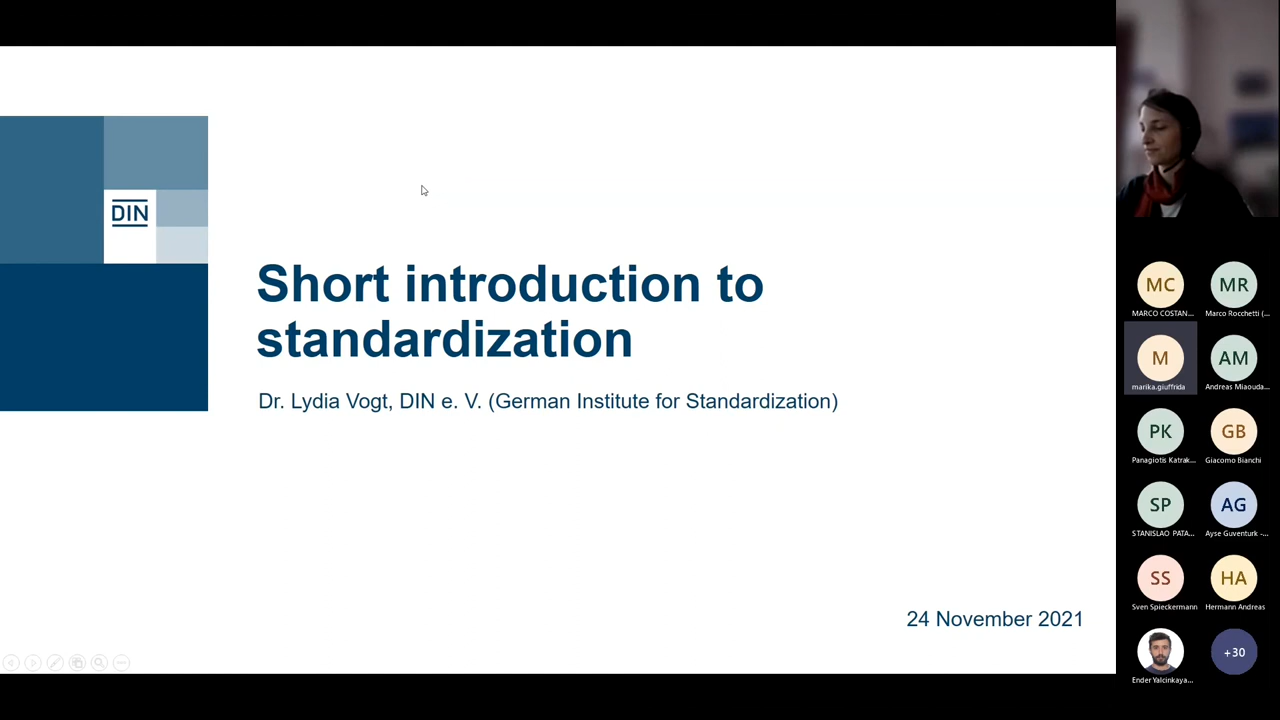 DIN
Short introduction to
standardization
Dr. Lydia Vogt, DIN e. V. (German Institute for Standardization)
24 November 2021
MC
MARCO COSTAN...
MR
Marco Rocchetti (...
M
marika.giuffrida
AM
Andreas Miaouda...
PK
Panagiotis Katrak...
GB
Giacomo Bianchi
SP
STANISLAO PATA...
AG
Ayse Guventurk -...
SS
Sven Spieckermann
HA
Hermann Andreas
Ender Yalcinkaya...
+30